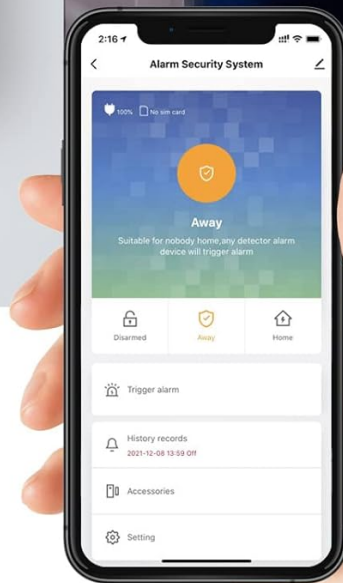 2:16
Alarm Security System
100% No sim card
Away
Suitable for nobody home,any detector alarm
device will trigger alarm
Disarmed Away Home
Trigger alarm
History records
2021-12-08 13:59 Off
Accessories
Setting